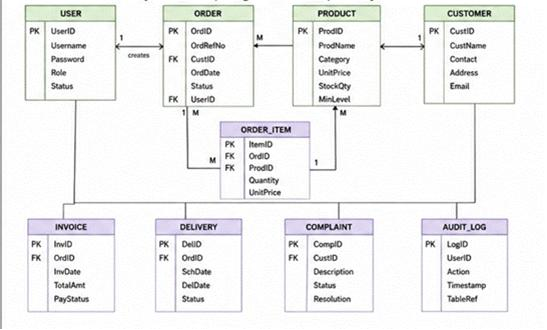 USER
PK UserID
Username
Password
Role
Status
ORDER
PK OrdID
OrdRefNo
FK CustID
OrdDate
Status
FK UserID
PRODUCT
PK ProdID
ProdName
Category
UnitPrice
StockQty
MinLevel
CUSTOMER
PK CustID
CustName
Contact
Address
Email
1
creates
M
1
1 M
M
ORDER_ITEM
PK ItemID
FK OrdID
FK ProdID
Quantity
UnitPrice
M
1
INVOICE
PK InvID
FK OrdID
InvDate
TotalAmt
PayStatus
DELIVERY
PK DelID
FK OrdID
SchDate
DelDate
Status
COMPLAINT
PK CompID
FK CustID
Description
Status
Resolution
AUDIT_LOG
PK LogID
UserID
Action
Timestamp
TableRef